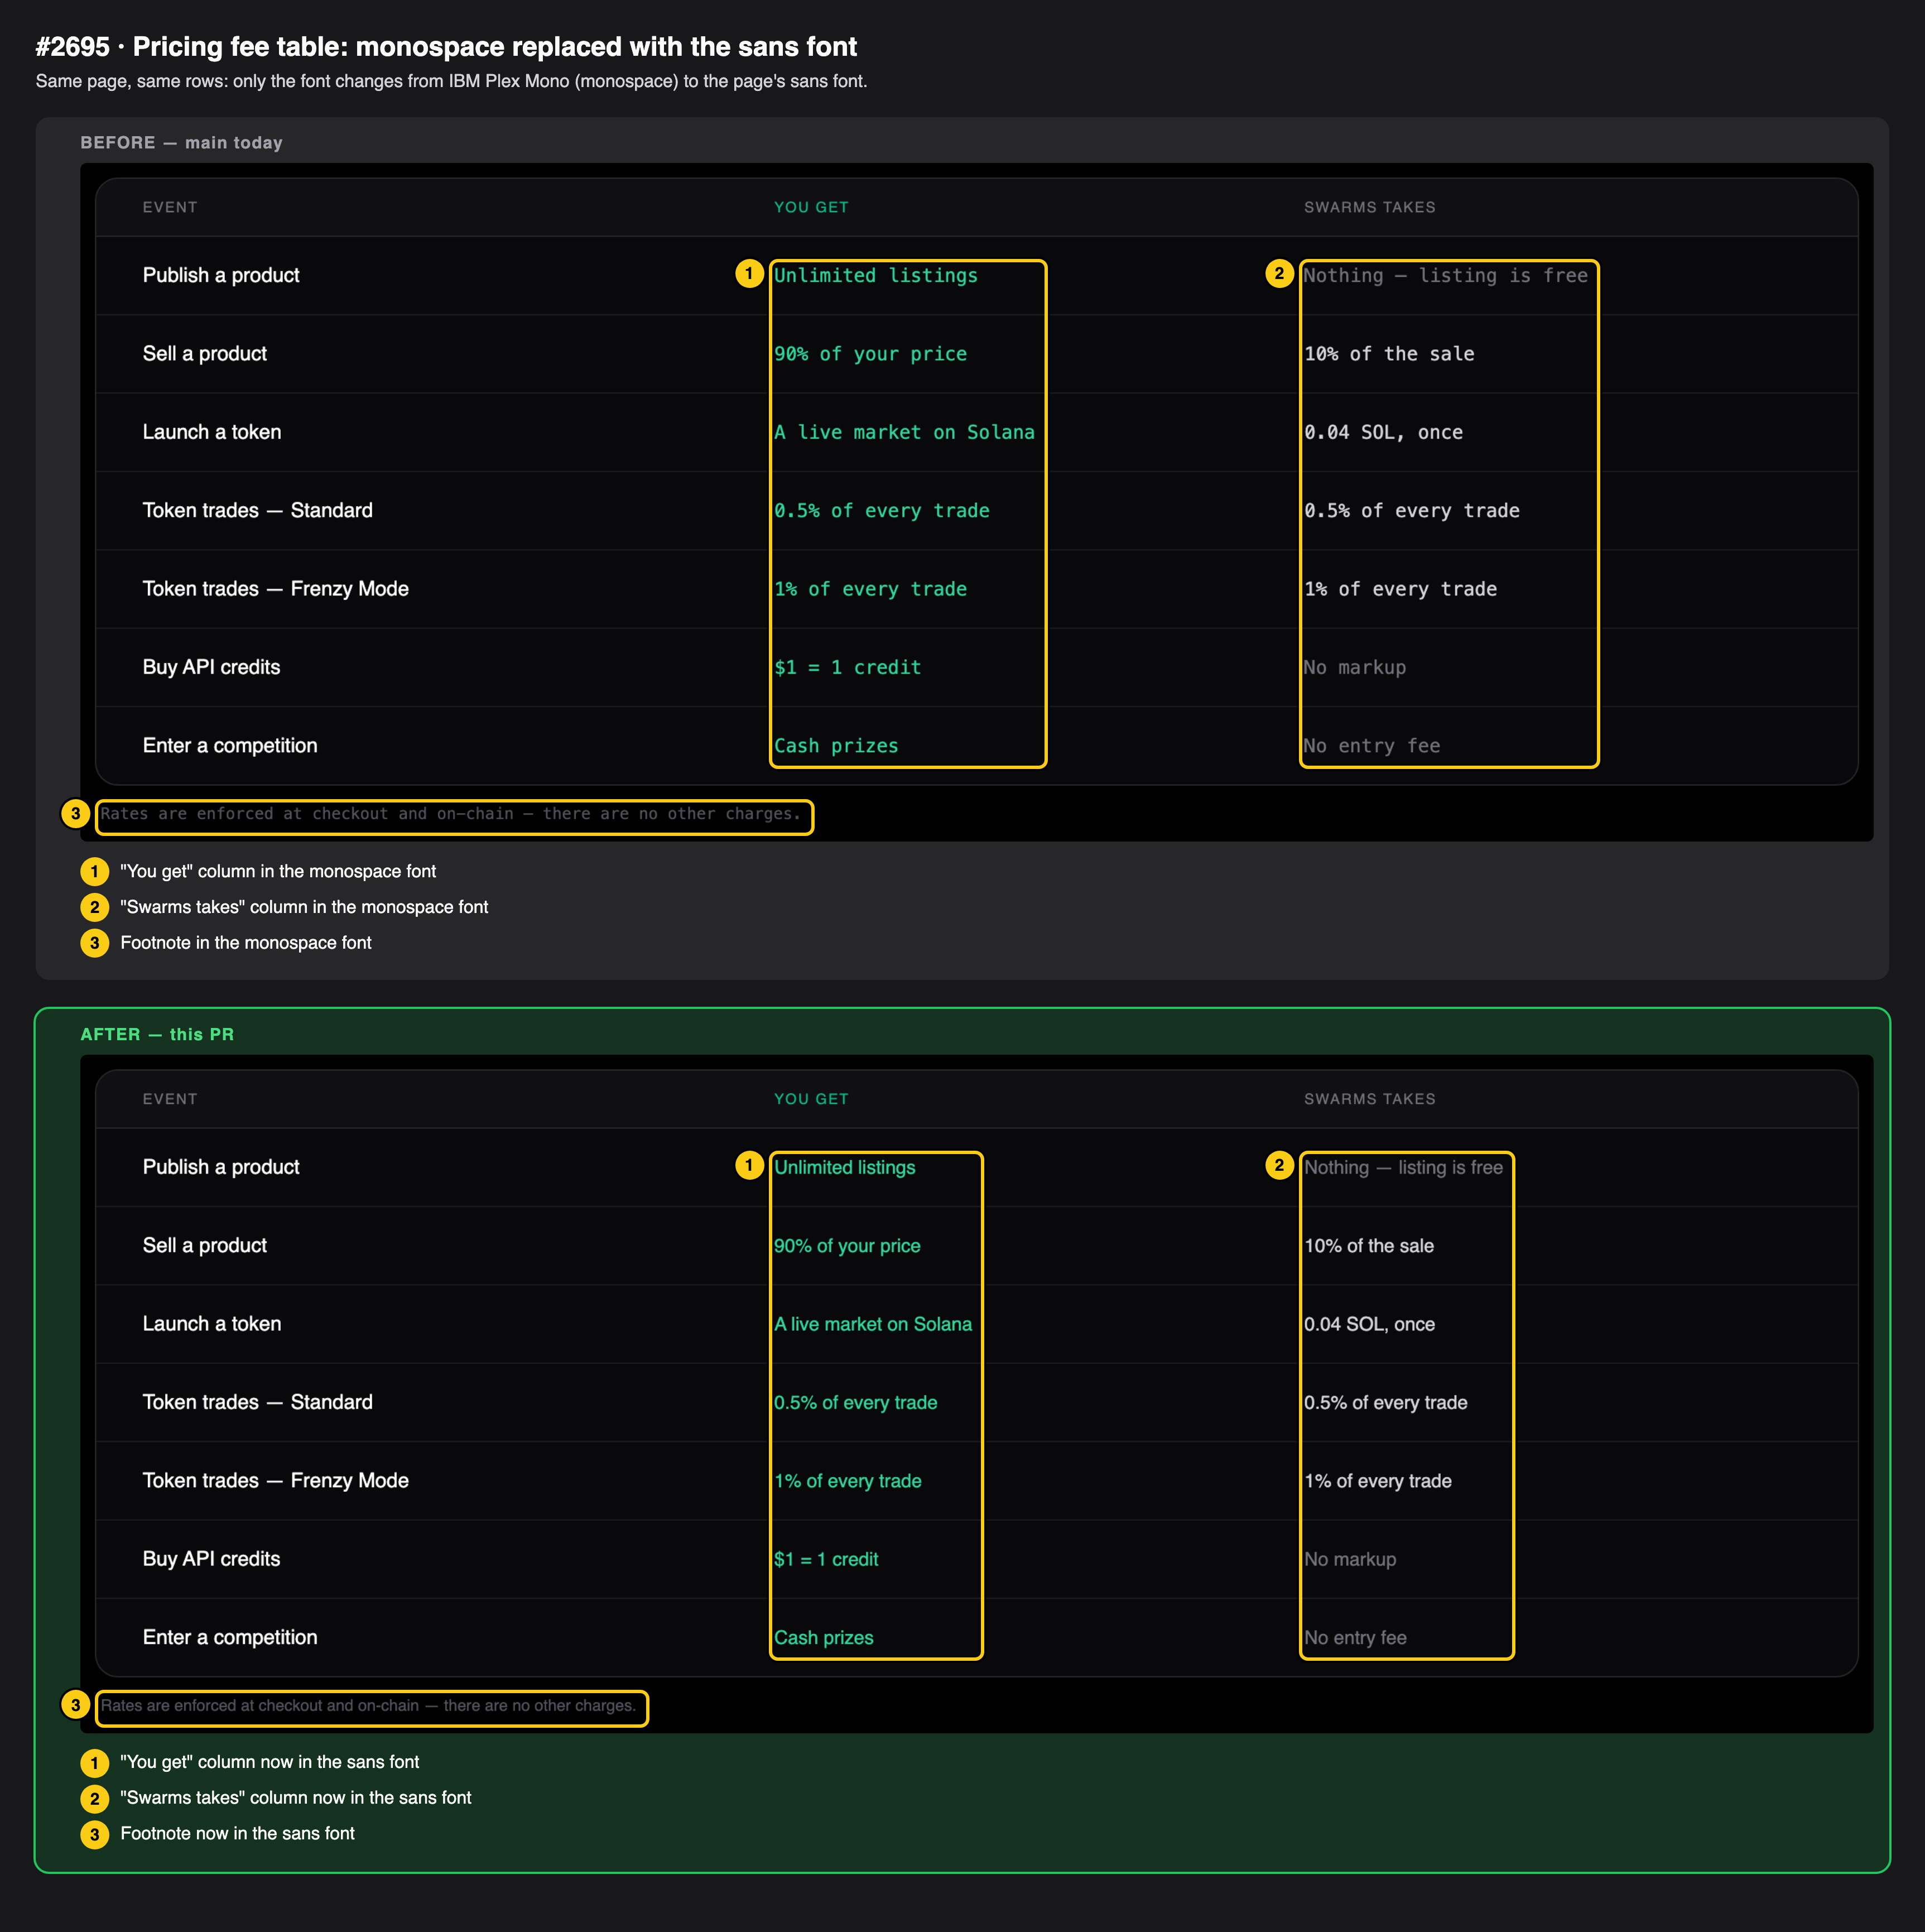 #2695 · Pricing fee table: monospace replaced with the sans font
Same page, same rows: only the font changes from IBM Plex Mono (monospace) to the page's sans font.
BEFORE — main today
EVENT YOU GET SWARMS TAKES
Publish a product 1 Unlimited listings 2 Nothing — listing is free
Sell a product 90% of your price 10% of the sale
Launch a token A live market on Solana 0.04 SOL, once
Token trades — Standard 0.5% of every trade 0.5% of every trade
Token trades — Frenzy Mode 1% of every trade 1% of every trade
Buy API credits $1 = 1 credit No markup
Enter a competition Cash prizes No entry fee
3 Rates are enforced at checkout and on-chain — there are no other charges.
1 "You get" column in the monospace font
2 "Swarms takes" column in the monospace font
3 Footnote in the monospace font
AFTER — this PR
EVENT YOU GET SWARMS TAKES
Publish a product 1 Unlimited listings 2 Nothing — listing is free
Sell a product 90% of your price 10% of the sale
Launch a token A live market on Solana 0.04 SOL, once
Token trades — Standard 0.5% of every trade 0.5% of every trade
Token trades — Frenzy Mode 1% of every trade 1% of every trade
Buy API credits $1 = 1 credit No markup
Enter a competition Cash prizes No entry fee
3 Rates are enforced at checkout and on-chain — there are no other charges.
1 "You get" column now in the sans font
2 "Swarms takes" column now in the sans font
3 Footnote now in the sans font